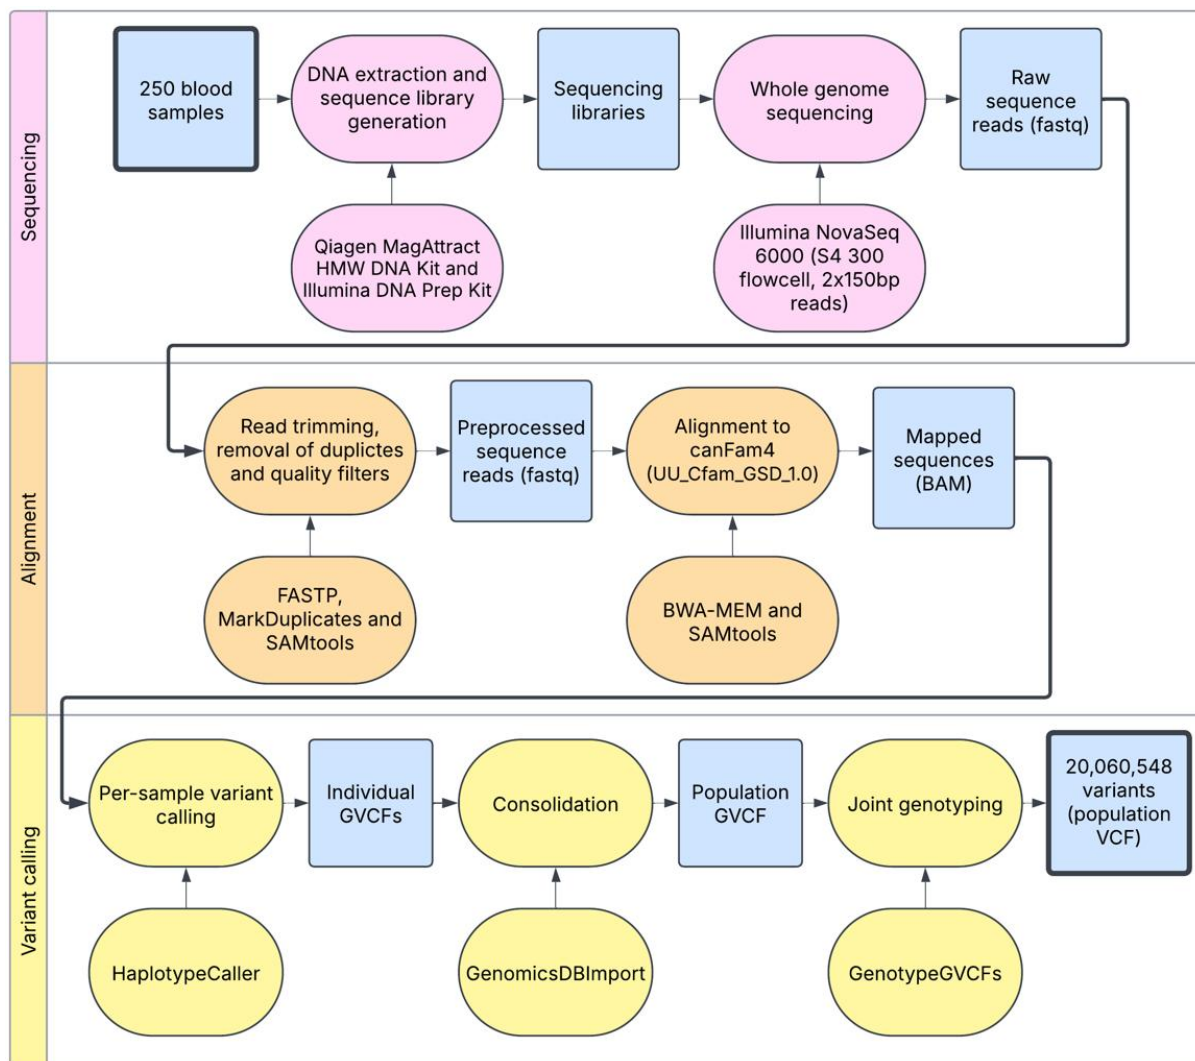 Sequencing
250 blood
samples
DNA extraction and
sequence library
generation
Sequencing
libraries
Whole genome
sequencing
Raw
sequence
reads (fastq)
Qiagen MagAttract
HMW DNA Kit and
Illumina DNA Prep Kit
Illumina NovaSeq
6000 (S4 300
flowcell, 2x150bp
reads)
Alignment
Read trimming,
removal of duplictes
and quality filters
Preprocessed
sequence
reads (fastq)
Alignment to
canFam4
(UU_Cfam_GSD_1.0)
Mapped
sequences
(BAM)
FASTP,
MarkDuplicates and
SAMtools
BWA-MEM and
SAMtools
Variant calling
Per-sample variant
calling
Individual
GVCFs
Consolidation
Population
GVCF
Joint genotyping
20,060,548
variants
(population
VCF)
HaplotypeCaller
GenomicsDBImport
GenotypeGVCFs